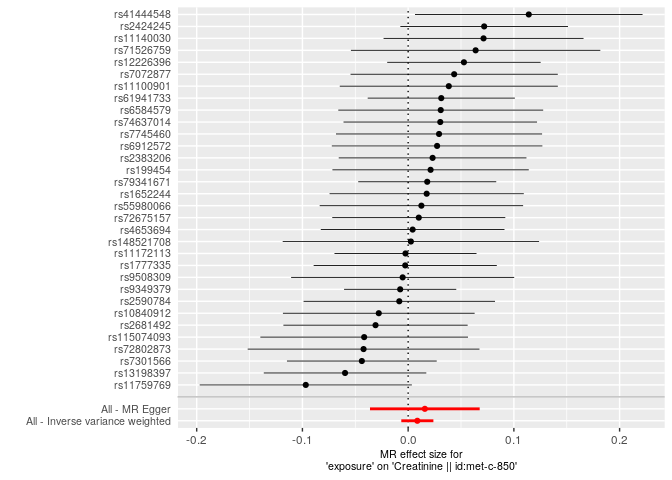 rs41444548
rs2424245
rs11140030
rs71526759
rs12226396
rs7072877
rs11100901
rs61941733
rs6584579
rs74637014
rs7745460
rs6912572
rs2383206
rs199454
rs79341671
rs1652244
rs55980066
rs72675157
rs4653694
rs148521708
rs11172113
rs1777335
rs9508309
rs9349379
rs2590784
rs10840912
rs2681492
rs115074093
rs72802873
rs7301566
rs13198397
rs11759769
All - MR Egger
All - Inverse variance weighted
-0.2 -0.1 0.0 0.1 0.2
MR effect size for
'exposure' on 'Creatinine || id:met-c-850'